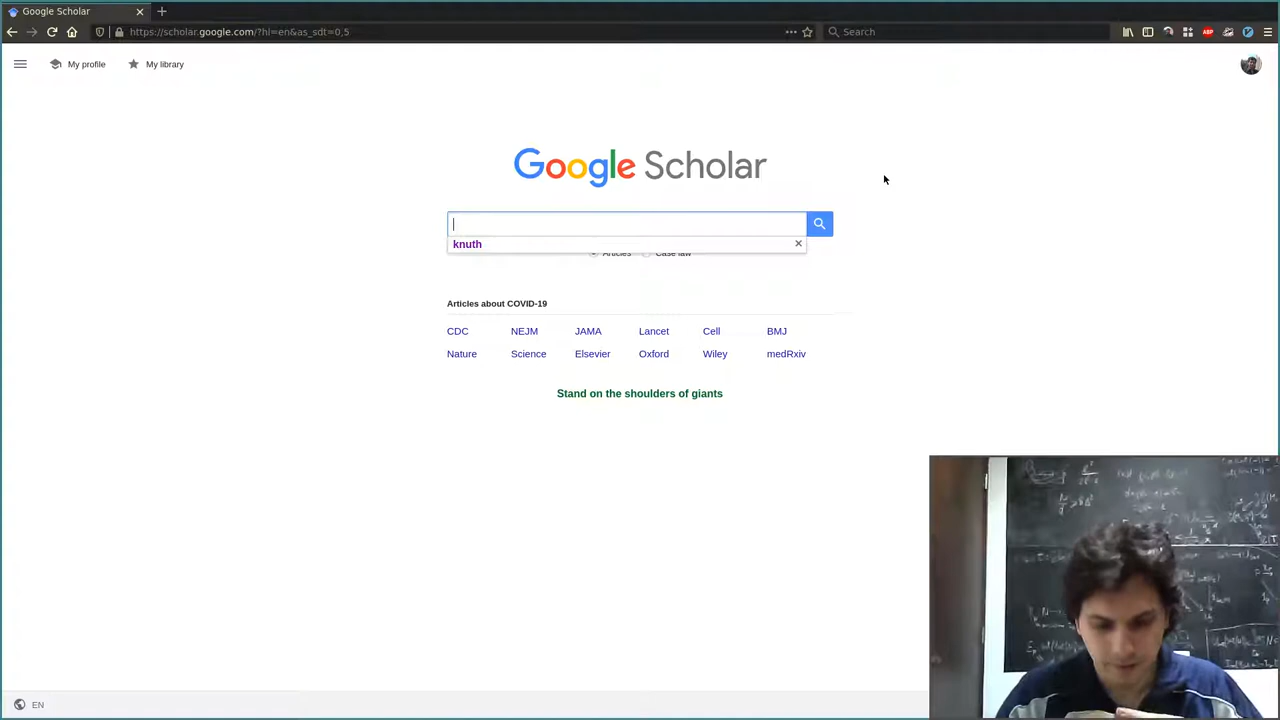 Google Scholar
https://scholar.google.com/?hl=en&as_sdt=0,5
Search
ABP
My profile
My library
Google Scholar
knuth
Articles
Case law
Articles about COVID-19
CDC NEJM JAMA Lancet Cell BMJ
Nature Science Elsevier Oxford Wiley medRxiv
Stand on the shoulders of giants
EN